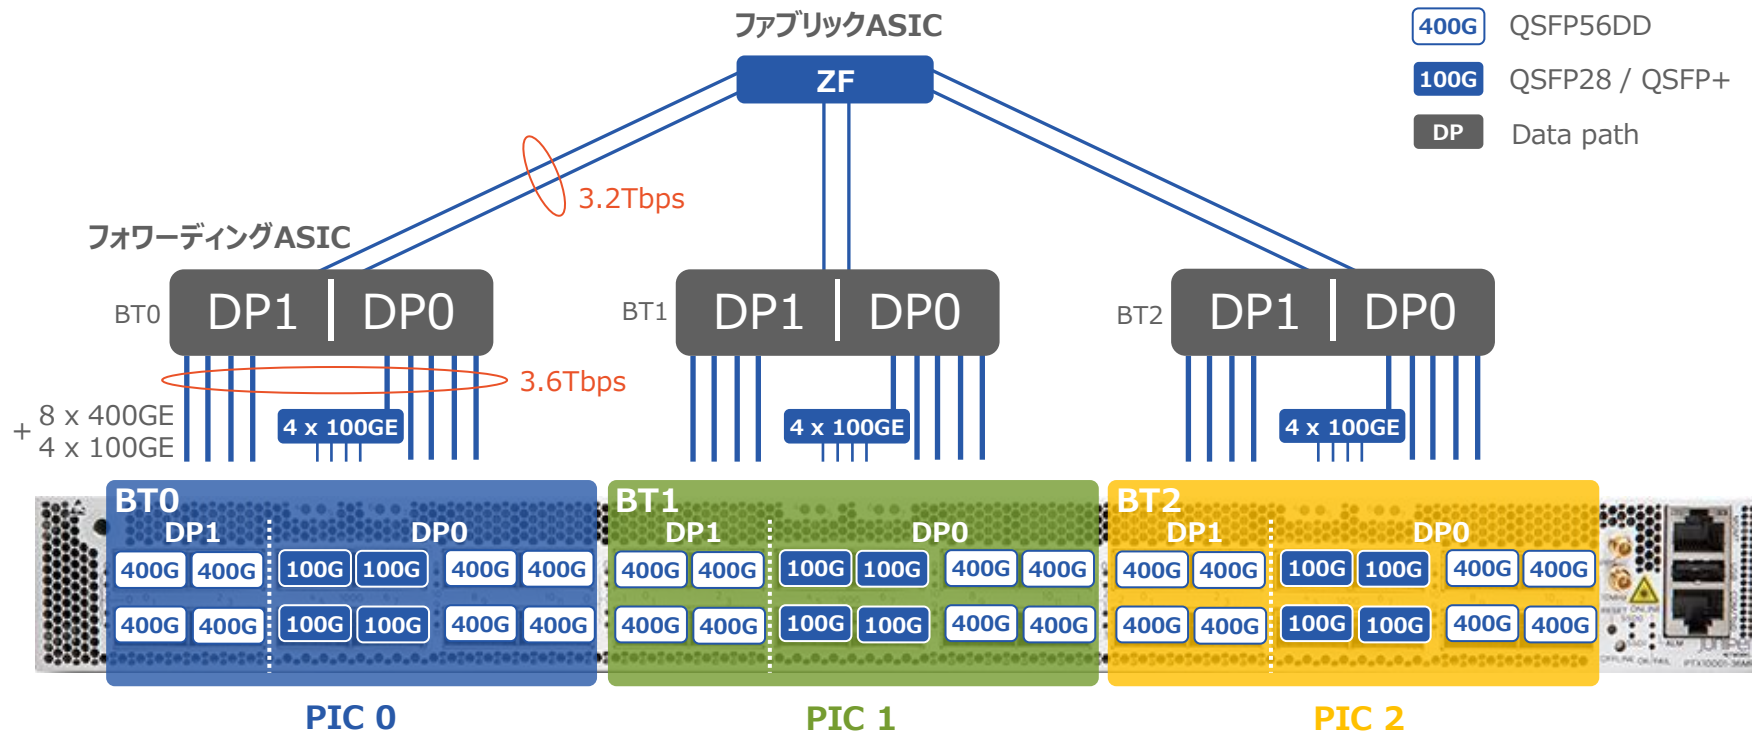 ファブリックASIC
ZF
400G QSFP56DD
100G QSFP28 / QSFP+
DP Data path
3.2Tbps
フォワーディングASIC
BT0 DP1 DP0
BT1 DP1 DP0
BT2 DP1 DP0
3.6Tbps
+ 8 x 400GE
4 x 100GE
4 x 100GE
4 x 100GE
4 x 100GE
BT0
DP1 DP0
400G 400G 100G 100G 400G 400G
400G 400G 100G 100G 400G 400G
PIC 0
BT1
DP1 DP0
400G 400G 100G 100G 400G 400G
400G 400G 100G 100G 400G 400G
PIC 1
BT2
DP1 DP0
400G 400G 100G 100G 400G 400G
400G 400G 100G 100G 400G 400G
PIC 2
RESET ONLINE
OFFLINE
ALM